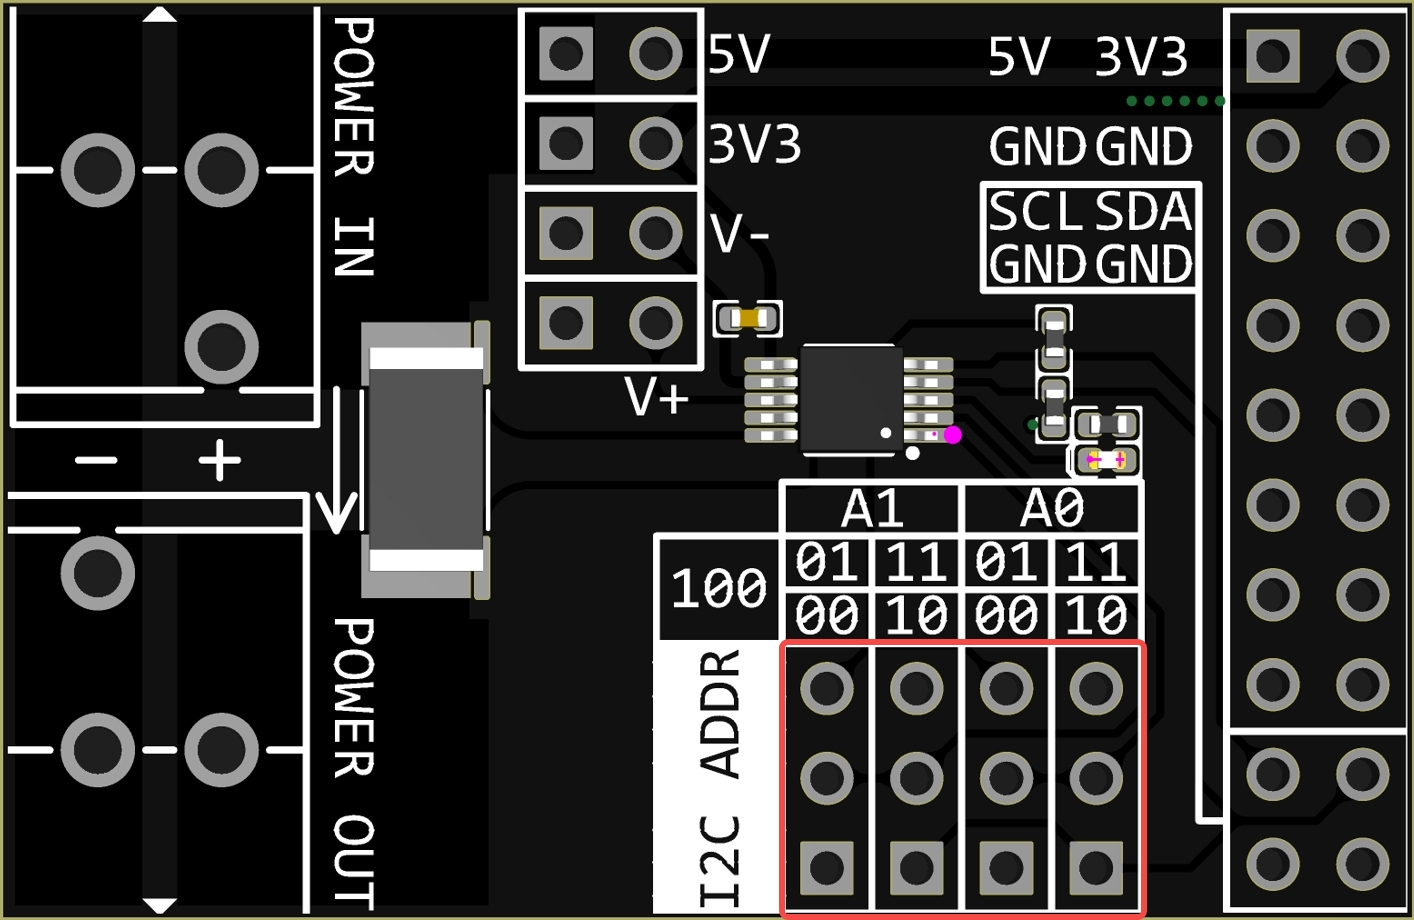 POWER IN
5V
3V3
V-
V+
5V 3V3
GND GND
SCL SDA
GND GND
- +
A1 A0
100
01 11 01 11
00 10 00 10
I2C ADDR
POWER OUT